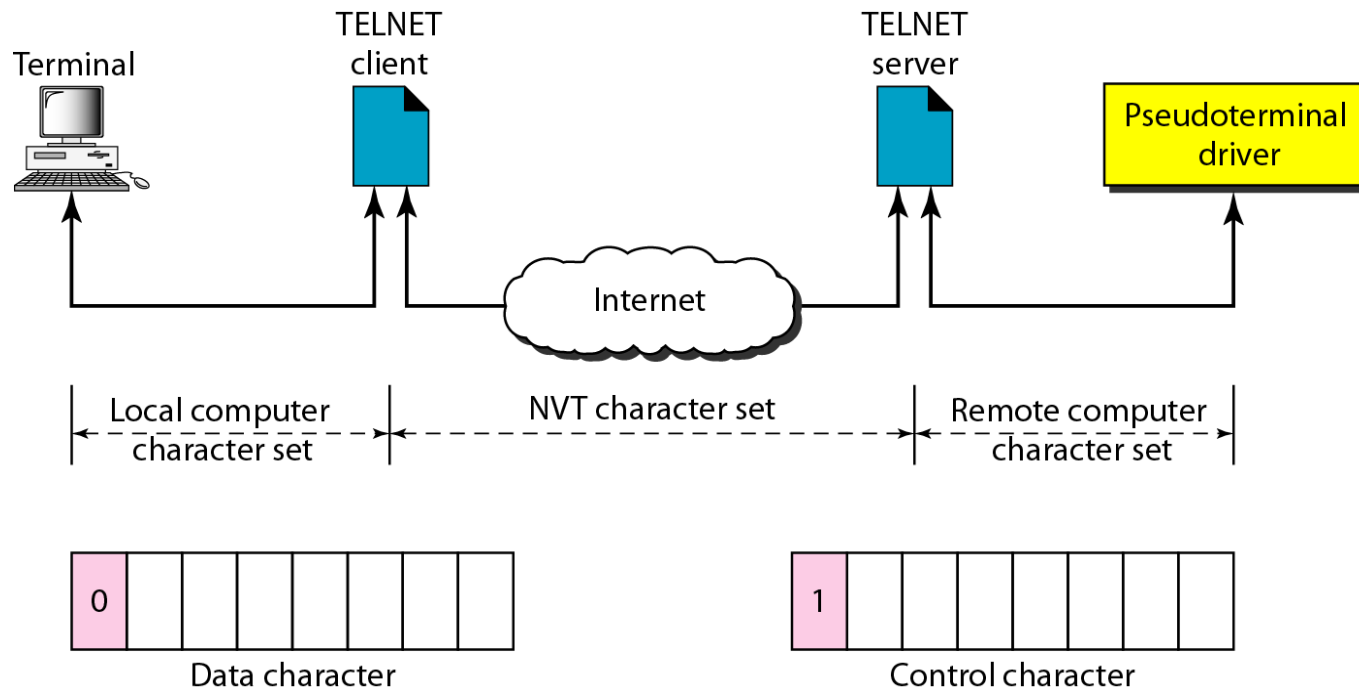 TELNET
client
TELNET
server
Terminal
Pseudoterminal
driver
Internet
Local computer
character set
NVT character set
Remote computer
character set
0
1
Data character
Control character